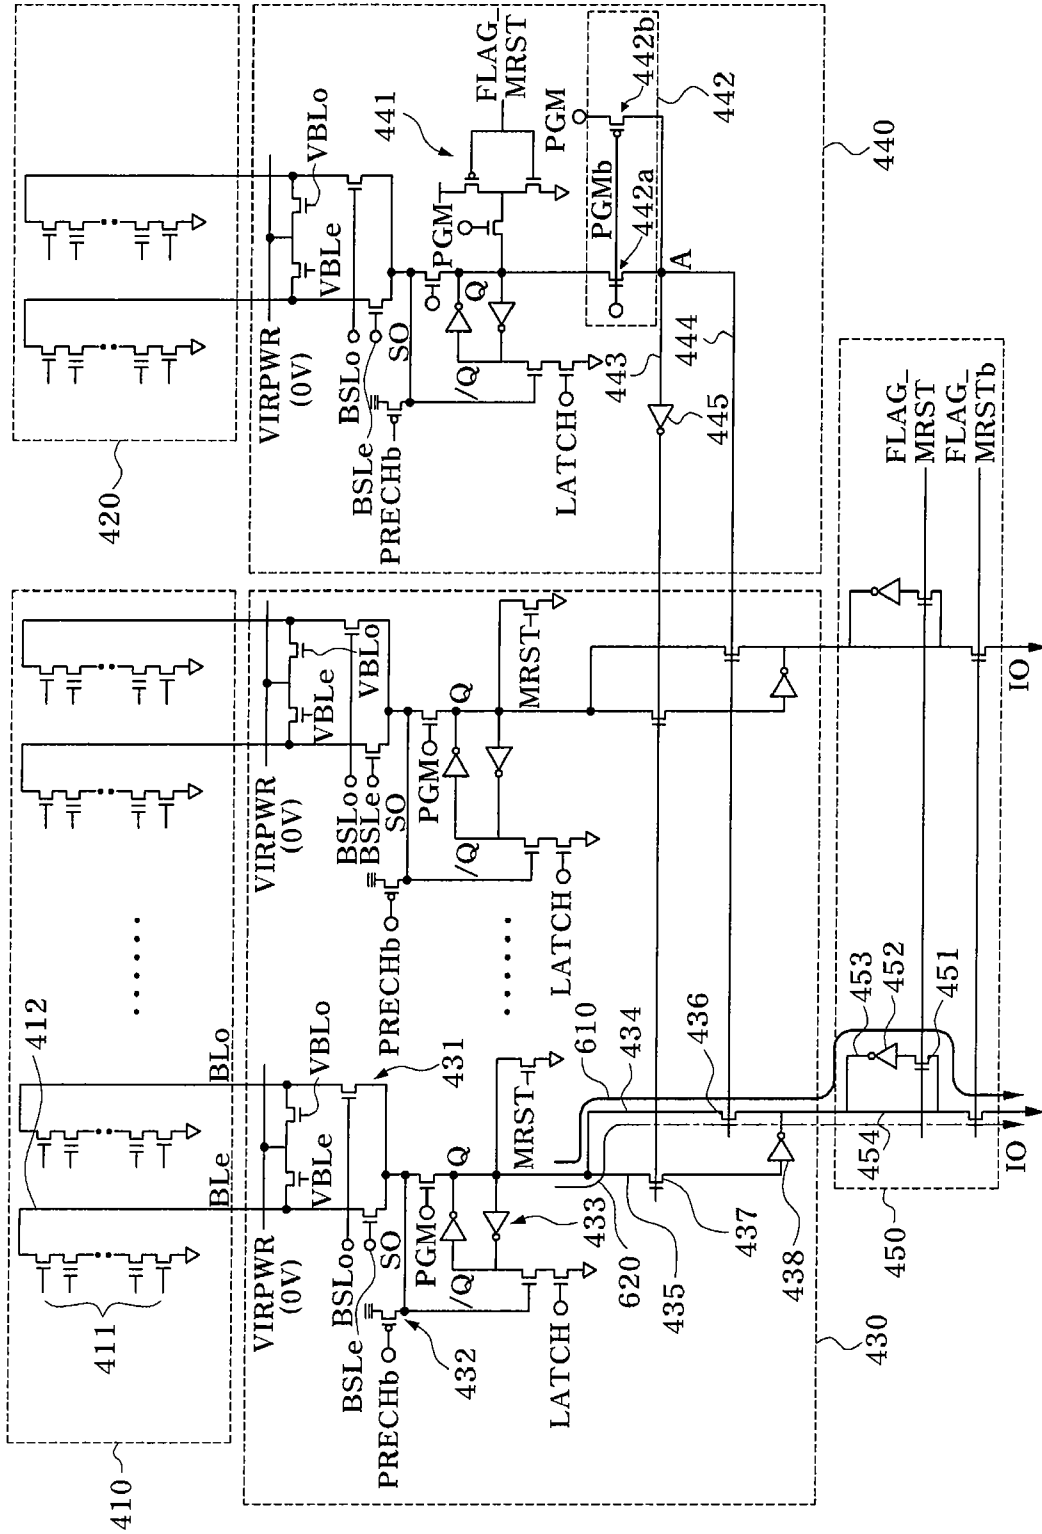 410
411
412
BLe
BLo
420
VIRPWR
(0V)
VBLe
VBLo
VIRPWR
(0V)
VBLe
VBLo
VIRPWR
(0V)
VBLe
VBLo
BSLo
BSLe
SO
PRECHb
431
432
PGM
Q
/Q
LATCH
MRST
433
610
620
434
435
436
437
438
430
BSLo
BSLe
SO
PRECHb
PGM
Q
/Q
LATCH
MRST
BSLo
BSLe
SO
PRECHb
PGM
Q
/Q
LATCH
441
FLAG_
MRST
PGM
PGMb
442a
442b
442
A
443
444
445
440
453
452
451
454
450
FLAG_
MRST
FLAG_
MRSTb
IO
IO